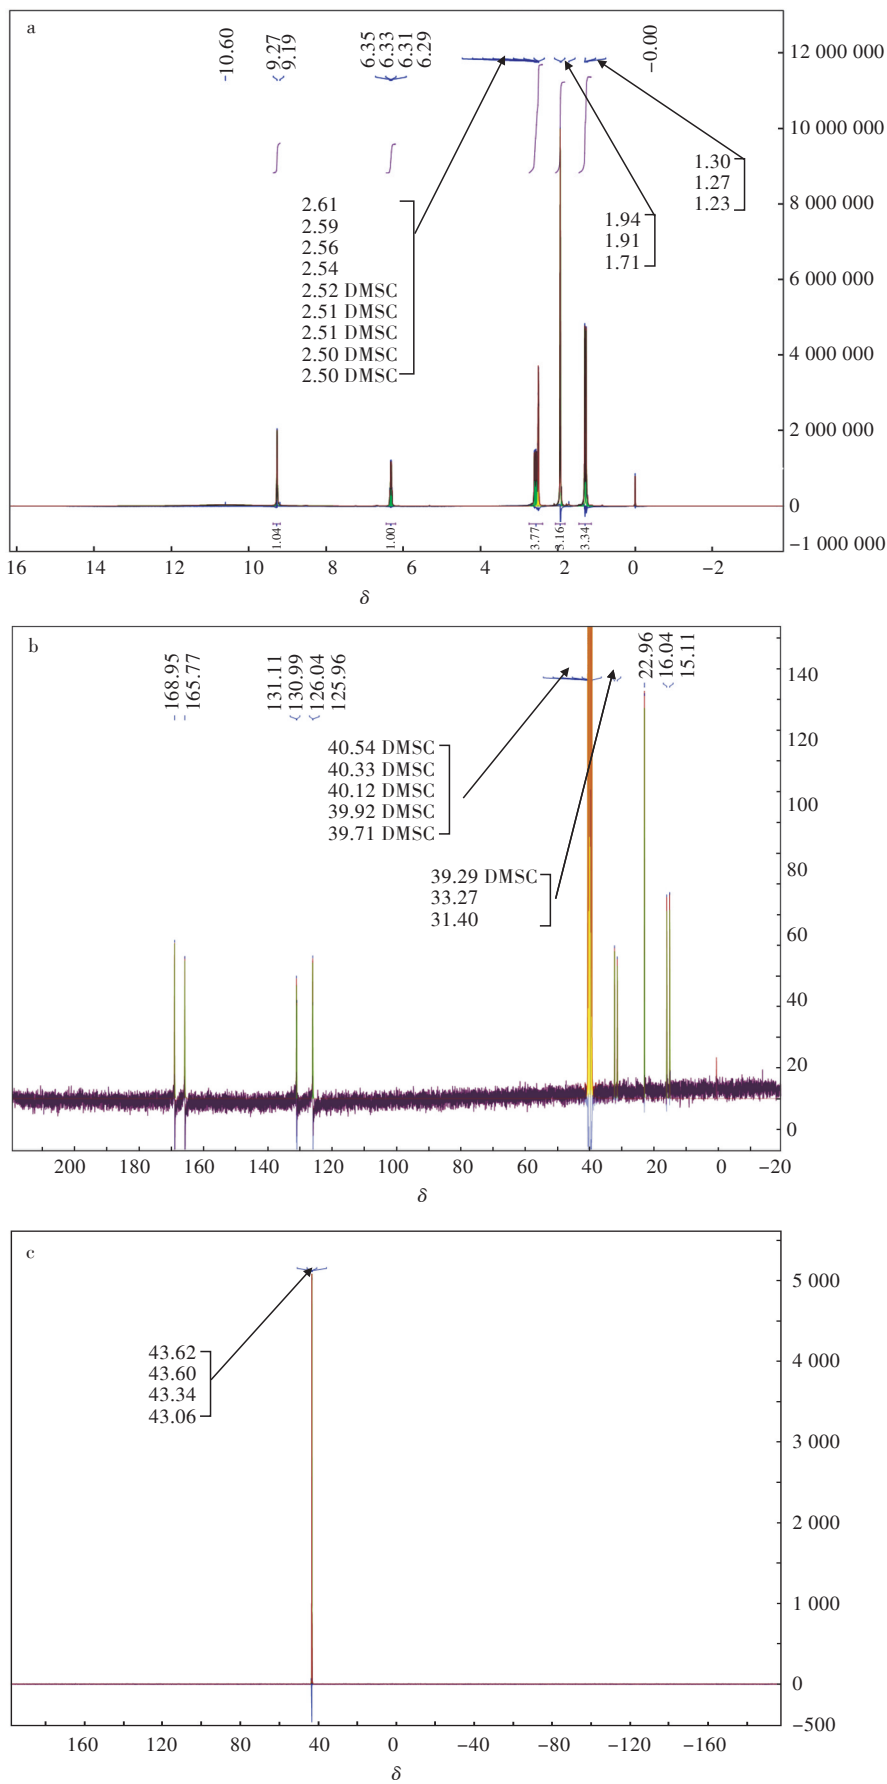 a
-10.60
9.27
9.19
6.35
6.33
6.31
6.29
-0.00
12 000 000
10 000 000
8 000 000
6 000 000
4 000 000
2 000 000
0
-1 000 000
2.61
2.59
2.56
2.54
2.52 DMSC
2.51 DMSC
2.51 DMSC
2.50 DMSC
2.50 DMSC
1.94
1.91
1.71
1.30
1.27
1.23
1.04
1.00
3.77
3.16
3.34
16 14 12 10 8 6 4 2 0 -2
δ
b
168.95
165.77
131.11
130.99
126.04
125.96
22.96
16.04
15.11
140
120
100
80
60
40
20
0
40.54 DMSC
40.33 DMSC
40.12 DMSC
39.92 DMSC
39.71 DMSC
39.29 DMSC
33.27
31.40
200 160 140 120 100 80 60 40 20 0 -20
δ
c
43.62
43.60
43.34
43.06
5 000
4 000
3 000
2 000
1 000
0
-500
160 120 80 40 0 -40 -80 -120 -160
δ